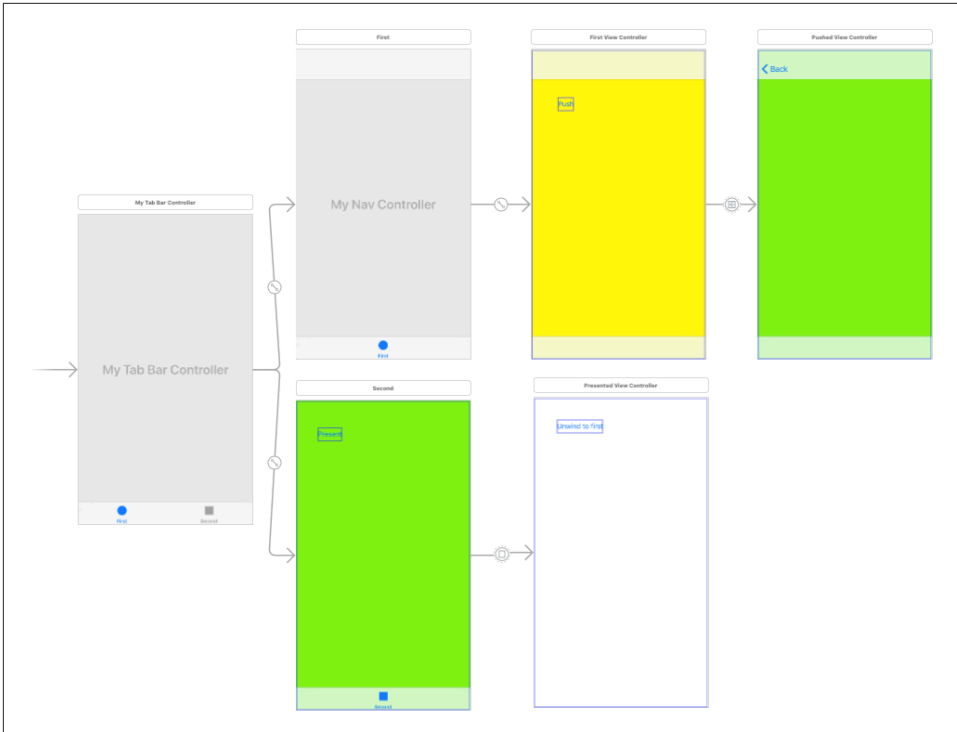 First
First View Controller
Pushed View Controller
Back
Push
My Nav Controller
First
My Tab Bar Controller
My Tab Bar Controller
First
Second
Second
Present
Second
Presented View Controller
Unwind to first